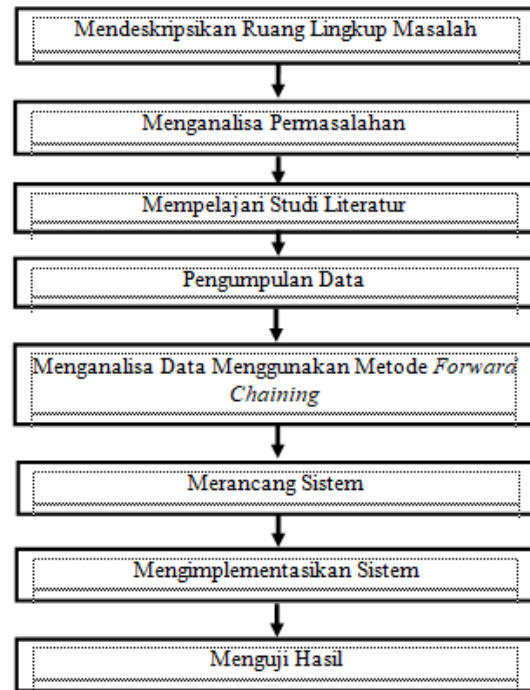 Mendeskripsikan Ruang Lingkup Masalah
Menganalisa Permasalahan
Mempelajari Studi Literatur
Pengumpulan Data
Menganalisa Data Menggunakan Metode Forward
Chaining
Merancang Sistem
Mengimplementasikan Sistem
Menguji Hasil